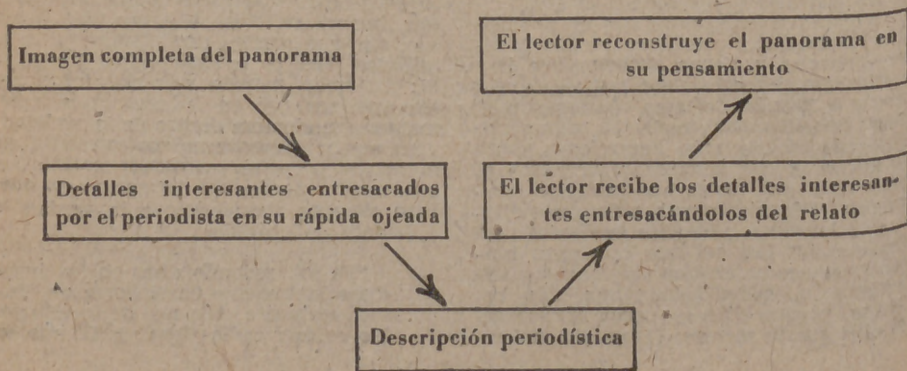 Imagen completa del panorama
Detalles interesantes entresacados
por el periodista en su rápida ojeada
Descripción periodística
El lector recibe los detalles interesan-
tes entresacándolos del relato
El lector reconstruye el panorama en
su pensamiento